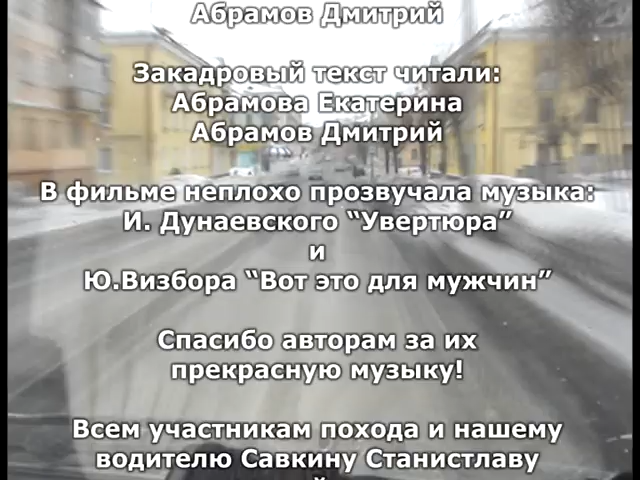 Абрамов Дмитрий
Закадровый текст читали:
Абрамова Екатерина
Абрамов Дмитрий
В фильме неплохо прозвучала музыка:
И. Дунаевского “Увертюра”
и
Ю.Визбора “Вот это для мужчин”
Спасибо авторам за их
прекрасную музыку!
Всем участникам похода и нашему
водителю Савкину Станистлаву